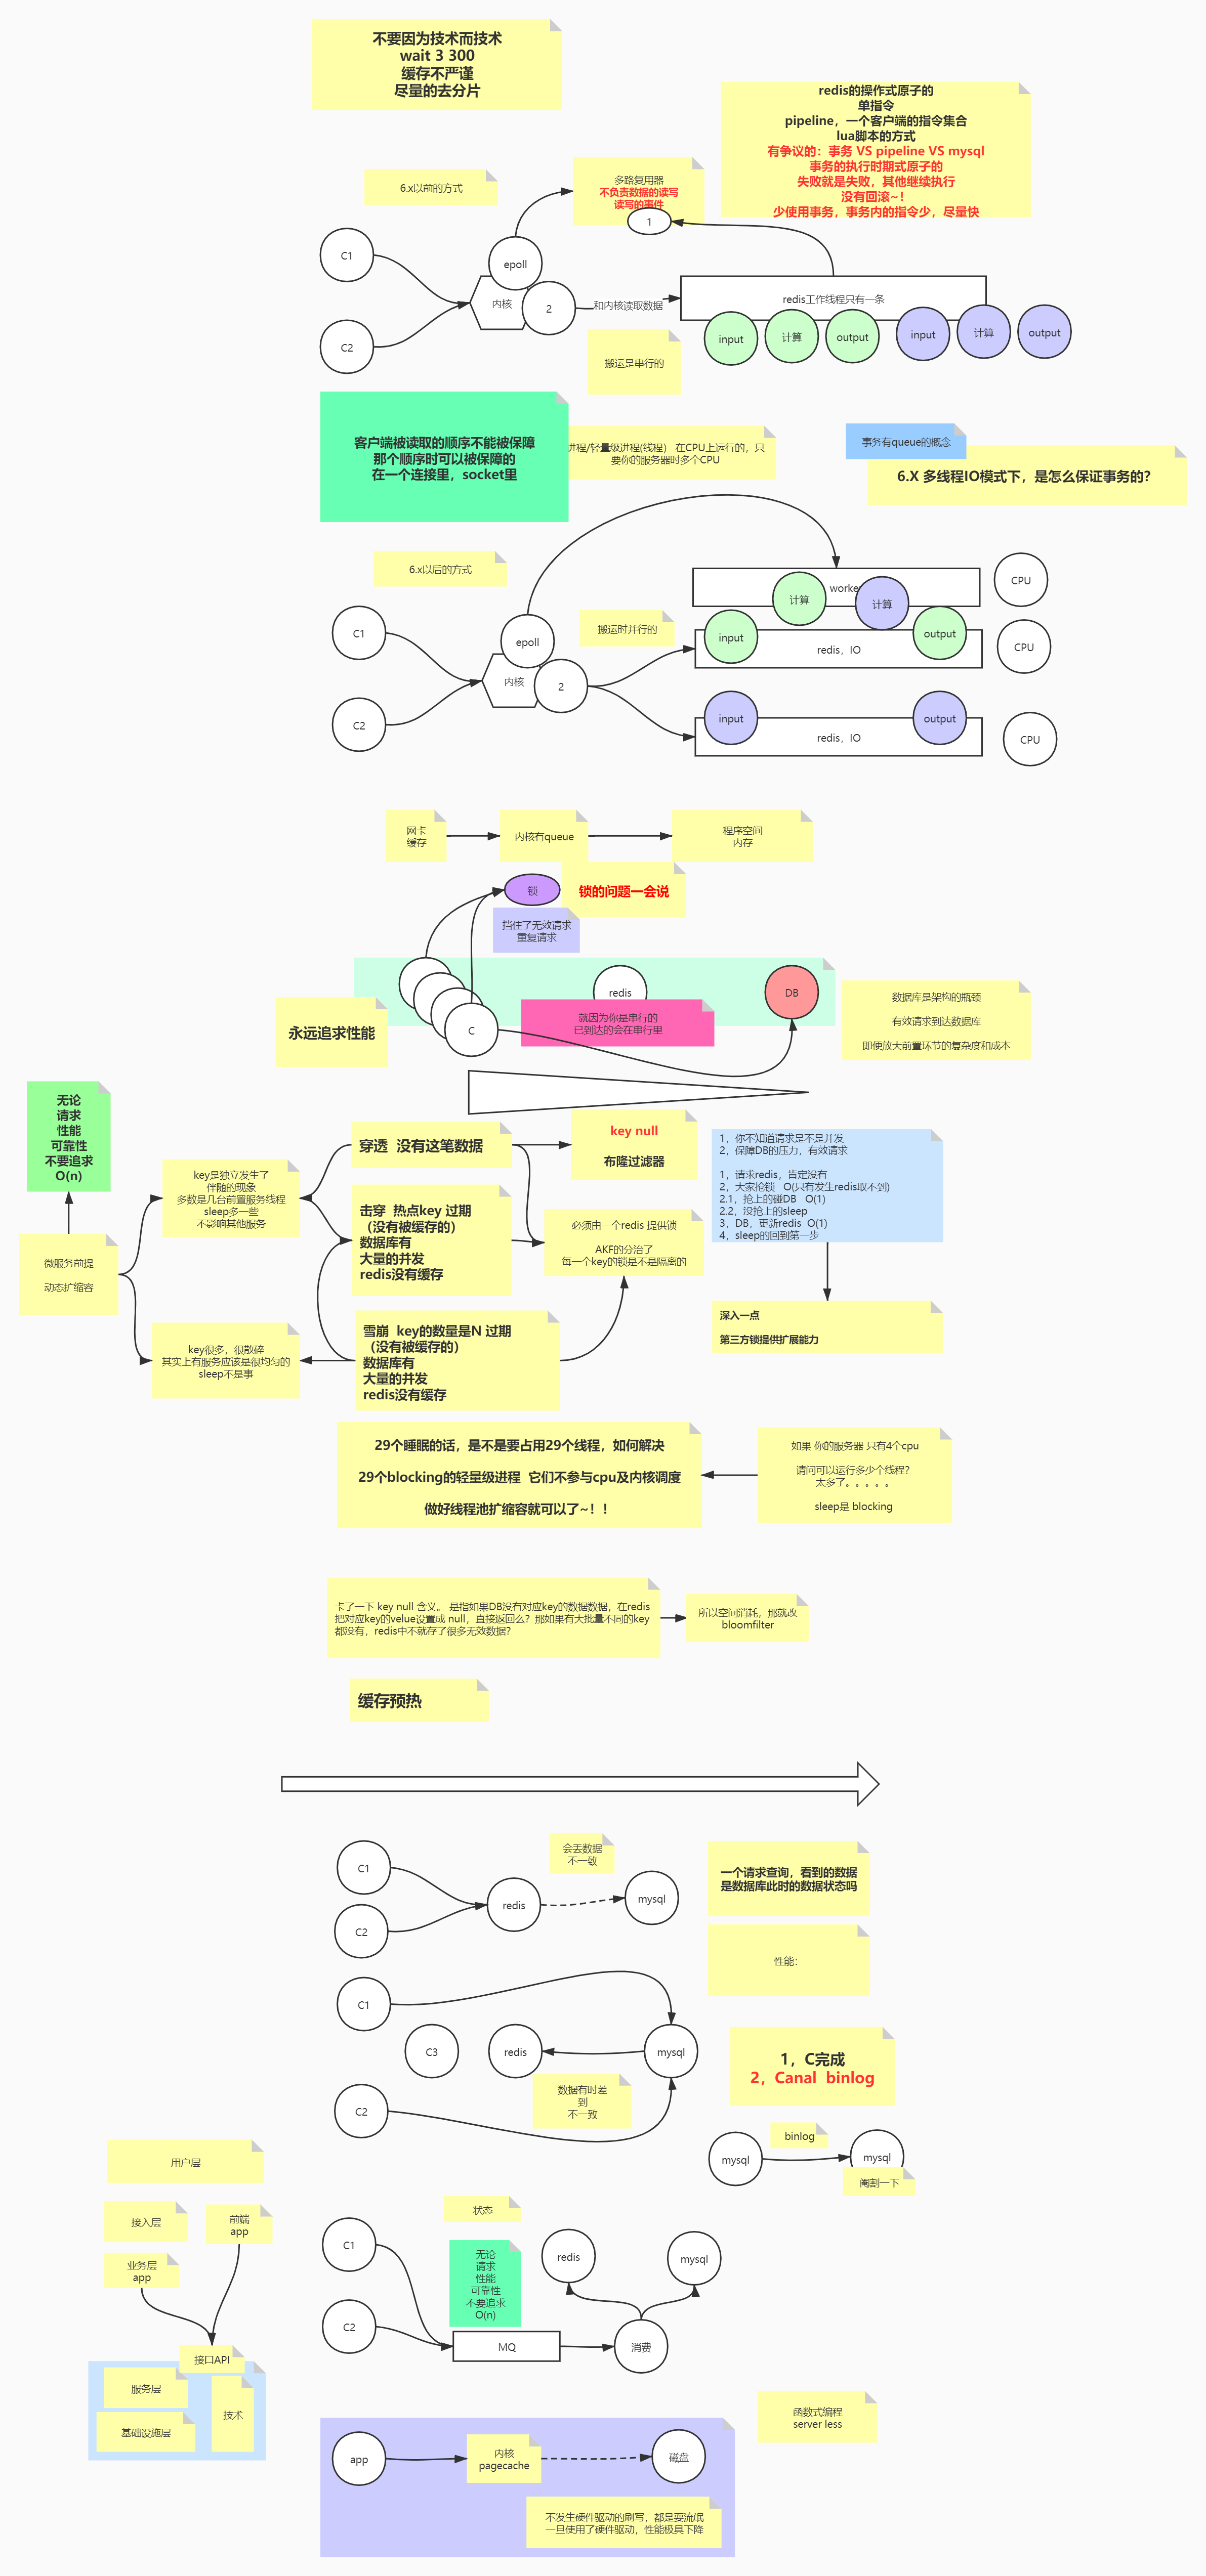 不要因为技术而技术
wait 3 300
缓存不严谨
尽量的去分片
redis的操作式原子的
单指令
pipeline，一个客户端的指令集合
lua脚本的方式
有争议的：事务 VS pipeline VS mysql
事务的执行时期式原子的
失败就是失败，其他继续执行
没有回滚~！
少使用事务，事务内的指令少，尽量快
6.x以前的方式
多路复用器
不负责数据的读写
读写的事件
1
C1
epoll
内核
2
和内核读取数据
redis工作线程只有一条
C2
input
计算
output
input
计算
output
搬运是串行的
客户端被读取的顺序不能被保障
那个顺序时可以被保障的
在一个连接里，socket里
进程/轻量级进程(线程） 在CPU上运行的，只
要你的服务器时多个CPU
事务有queue的概念
6.X 多线程IO模式下，是怎么保证事务的？
6.x以后的方式
worke
计算
计算
CPU
C1
epoll
搬运时并行的
input
redis，IO
output
CPU
内核
2
C2
input
redis，IO
output
CPU
网卡
缓存
内核有queue
程序空间
内存
锁
锁的问题一会说
挡住了无效请求
重复请求
redis
DB
C
就因为你是串行的
已到达的会在串行里
永远追求性能
数据库是架构的瓶颈
有效请求到达数据库
即便放大前置环节的复杂度和成本
无论
请求
性能
可靠性
不要追求
O(n)
key是独立发生了
伴随的现象
多数是几台前置服务线程
sleep多一些
不影响其他服务
微服务前提
动态扩缩容
key很多，很散碎
其实上有服务应该是很均匀的
sleep不是事
穿透  没有这笔数据
key null
布隆过滤器
击穿  热点key 过期
（没有被缓存的）
数据库有
大量的并发
redis没有缓存
必须由一个redis 提供锁
AKF的分治了
每一个key的锁是不是隔离的
雪崩  key的数量是N 过期
（没有被缓存的）
数据库有
大量的并发
redis没有缓存
1，你不知道请求是不是并发
2，保障DB的压力，有效请求
1，请求redis，肯定没有
2，大家抢锁   O(只有发生redis取不到)
2.1，抢上的碰DB   O(1)
2.2，没抢上的sleep
3，DB，更新redis  O(1)
4，sleep的回到第一步
深入一点
第三方锁提供扩展能力
29个睡眠的话，是不是要占用29个线程，如何解决
29个blocking的轻量级进程  它们不参与cpu及内核调度
做好线程池扩缩容就可以了~！！
如果 你的服务器 只有4个cpu
请问可以运行多少个线程？
太多了。。。。。
sleep是 blocking
卡了一下 key null 含义。 是指如果DB没有对应key的数据数据，在redis
把对应key的velue设置成 null，直接返回么？那如果有大批量不同的key
都没有，redis中不就存了很多无效数据？
所以空间消耗，那就改
bloomfilter
缓存预热
C1
C2
redis
会丢数据
不一致
mysql
一个请求查询，看到的数据
是数据库此时的数据状态吗
性能：
C1
C3
redis
mysql
C2
数据有时差
到
不一致
1，C完成
2，Canal  binlog
mysql
binlog
mysql
阉割一下
用户层
接入层
前端
app
业务层
app
接口API
服务层
基础设施层
技术
状态
C1
C2
无论
请求
性能
可靠性
不要追求
O(n)
MQ
redis
mysql
消费
函数式编程
server less
app
内核
pagecache
磁盘
不发生硬件驱动的刷写，都是耍流氓
一旦使用了硬件驱动，性能极具下降